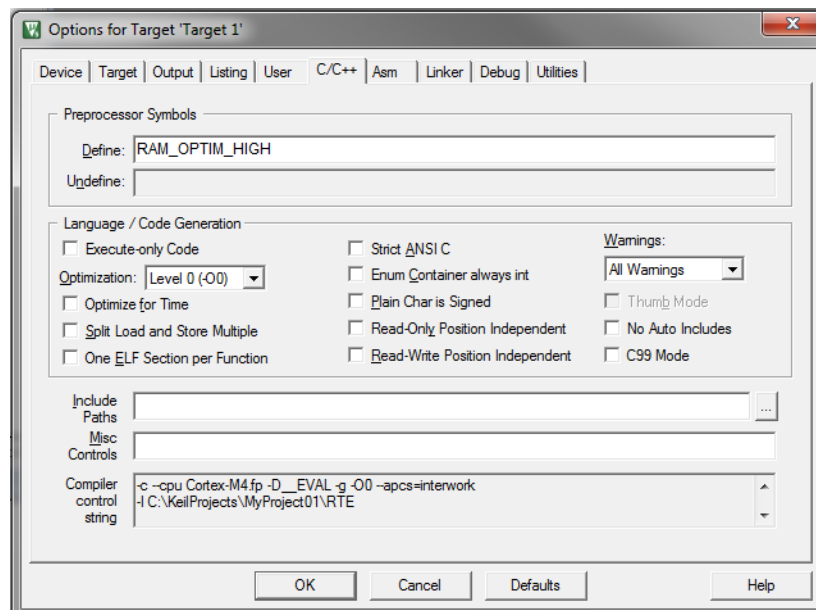 Options for Target 'Target 1'
Device Target Output Listing User C/C++ Asm Linker Debug Utilities
Preprocessor Symbols
Define: RAM_OPTIM_HIGH
Undefine:
Language / Code Generation
Execute-only Code
Optimization: Level 0 (-O0)
Optimize for Time
Split Load and Store Multiple
One ELF Section per Function
Strict ANSI C
Enum Container always int
Plain Char is Signed
Read-Only Position Independent
Read-Write Position Independent
Warnings:
All Warnings
Thumb Mode
No Auto Includes
C99 Mode
Include Paths
...
Misc Controls
Compiler control string
-c --cpu Cortex-M4.fp -D__EVAL -g -O0 --apcs=interwork
-I C:\KeilProjects\MyProject01\RTE
OK Cancel Defaults Help